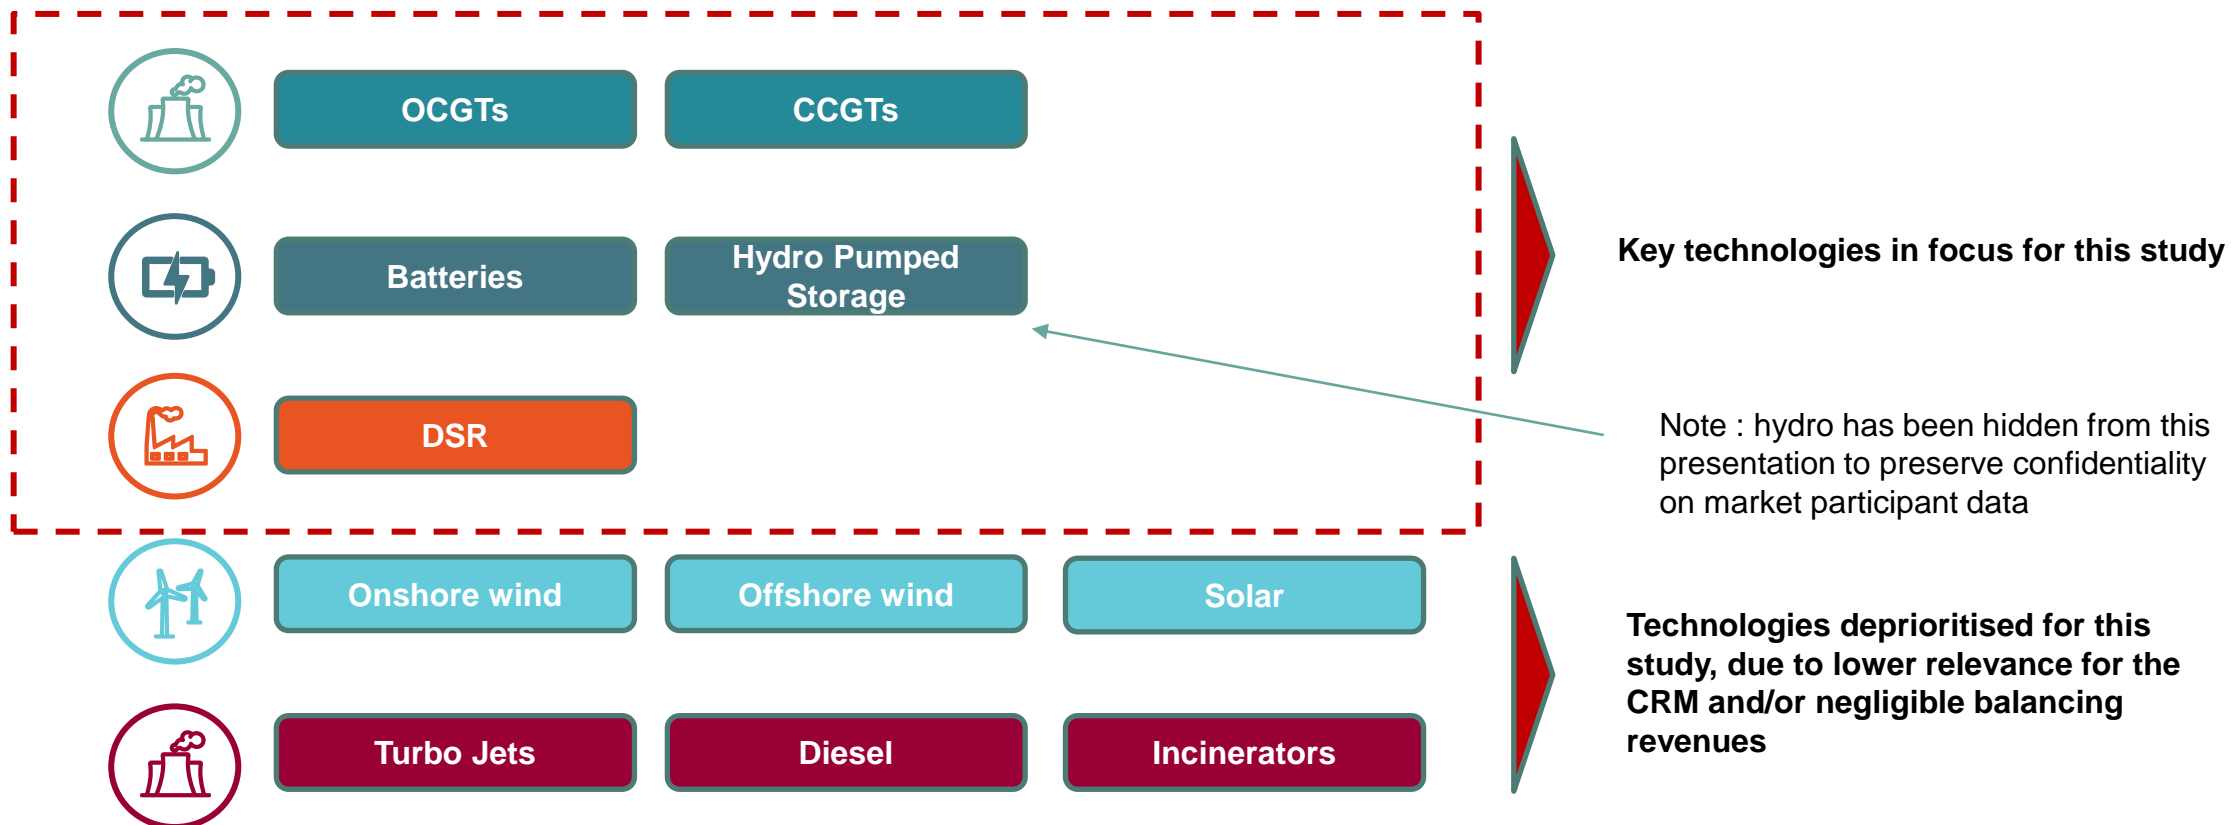 OCGTs
CCGTs
Batteries
Hydro Pumped
Storage
Key technologies in focus for this study
DSR
Note : hydro has been hidden from this
presentation to preserve confidentiality
on market participant data
Onshore wind
Offshore wind
Solar
Technologies deprioritised for this
study, due to lower relevance for the
CRM and/or negligible balancing
revenues
Turbo Jets
Diesel
Incinerators